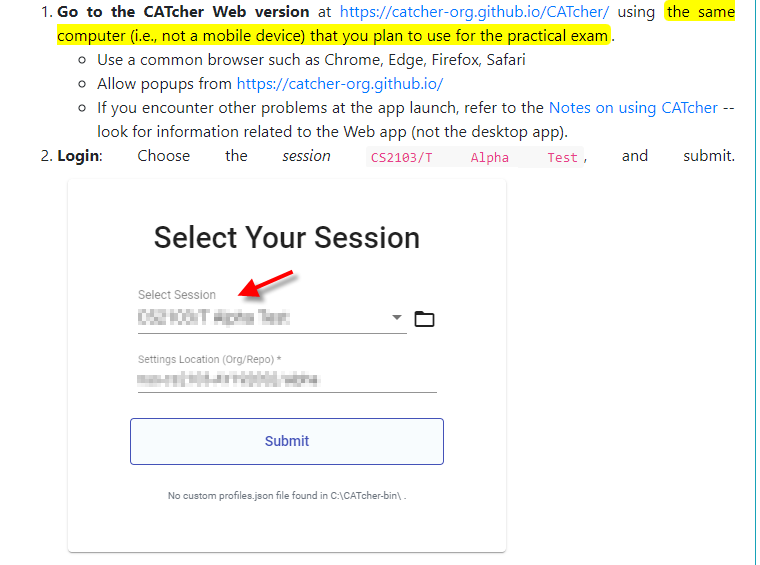 1. Go to the CATcher Web version at https://catcher-org.github.io/CATcher/ using the same
computer (i.e., not a mobile device) that you plan to use for the practical exam.
Use a common browser such as Chrome, Edge, Firefox, Safari
Allow popups from https://catcher-org.github.io/
If you encounter other problems at the app launch, refer to the Notes on using CATcher --
look for information related to the Web app (not the desktop app).
2. Login: Choose the session CS2103/T Alpha Test, and submit.
Select Your Session
Select Session
CS2103/T Alpha Test
Settings Location (Org/Repo) *
Submit
No custom profiles.json file found in C:\CATcher-bin\ .